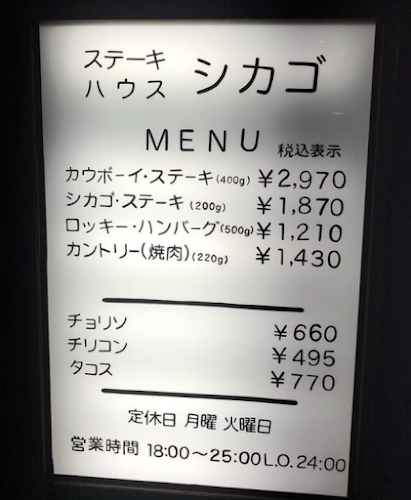 ステーキ
ハウス シカゴ
MENU 税込表示
カウボーイ・ステーキ(400g) ¥2,970
シカゴ・ステーキ(200g) ¥1,870
ロッキー・ハンバーグ(500g) ¥1,210
カントリー(焼肉)(220g) ¥1,430
チョリソ ¥660
チリコン ¥495
タコス ¥770
定休日 月曜 火曜日
営業時間 18:00〜25:00 L.O.24:00